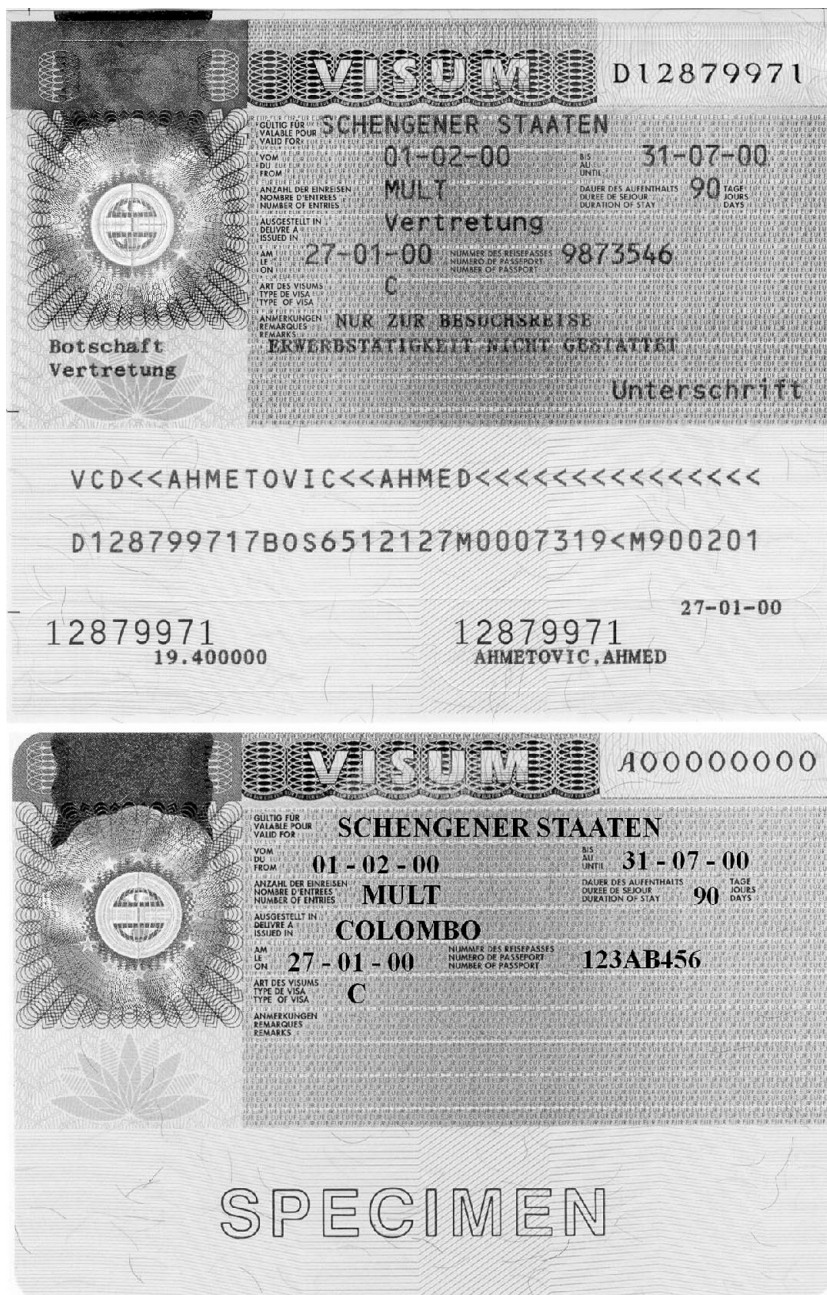 VISUM D12879971
GÜLTIG FÜR
VALABLE POUR
VALID FOR
SCHENGENER STAATEN
VOM
DU
FROM
01-02-00
BIS
AU
UNTIL
31-07-00
ANZAHL DER EINREISEN
NOMBRE D'ENTREES
NUMBER OF ENTRIES
MULT
DAUER DES AUFENTHALTS
DUREE DE SEJOUR
DURATION OF STAY
90
TAGE
JOURS
DAYS
AUSGESTELLT IN
DELIVRE A
ISSUED IN
Vertretung
AM
LE
ON
27-01-00
NUMMER DES REISEPASSES
NUMERO DE PASSEPORT
NUMBER OF PASSPORT
9873546
ART DES VISUMS
TYPE DE VISA
TYPE OF VISA
C
ANMERKUNGEN
REMARQUES
REMARKS
NUR ZUR BESUCHSREISE
ERWERBSTÄTIGKEIT NICHT GESTATTET
Botschaft
Vertretung
Unterschrift
VCD<<AHMETOVIC<<AHMED<<<<<<<<<<<<<<<
D128799717BOS6512127M0007319<M900201
27-01-00
12879971 12879971
19.400000 AHMETOVIC,AHMED
VISUM A00000000
GÜLTIG FÜR
VALABLE POUR
VALID FOR
SCHENGENER STAATEN
VOM
DU
FROM
01 - 02 - 00
BIS
AU
UNTIL
31 - 07 - 00
ANZAHL DER EINREISEN
NOMBRE D'ENTREES
NUMBER OF ENTRIES
MULT
DAUER DES AUFENTHALTS
DUREE DE SEJOUR
DURATION OF STAY
90
TAGE
JOURS
DAYS
AUSGESTELLT IN
DELIVRE A
ISSUED IN
COLOMBO
AM
LE
ON
27 - 01 - 00
NUMMER DES REISEPASSES
NUMERO DE PASSEPORT
NUMBER OF PASSPORT
123AB456
ART DES VISUMS
TYPE DE VISA
TYPE OF VISA
C
ANMERKUNGEN
REMARQUES
REMARKS
SPECIMEN